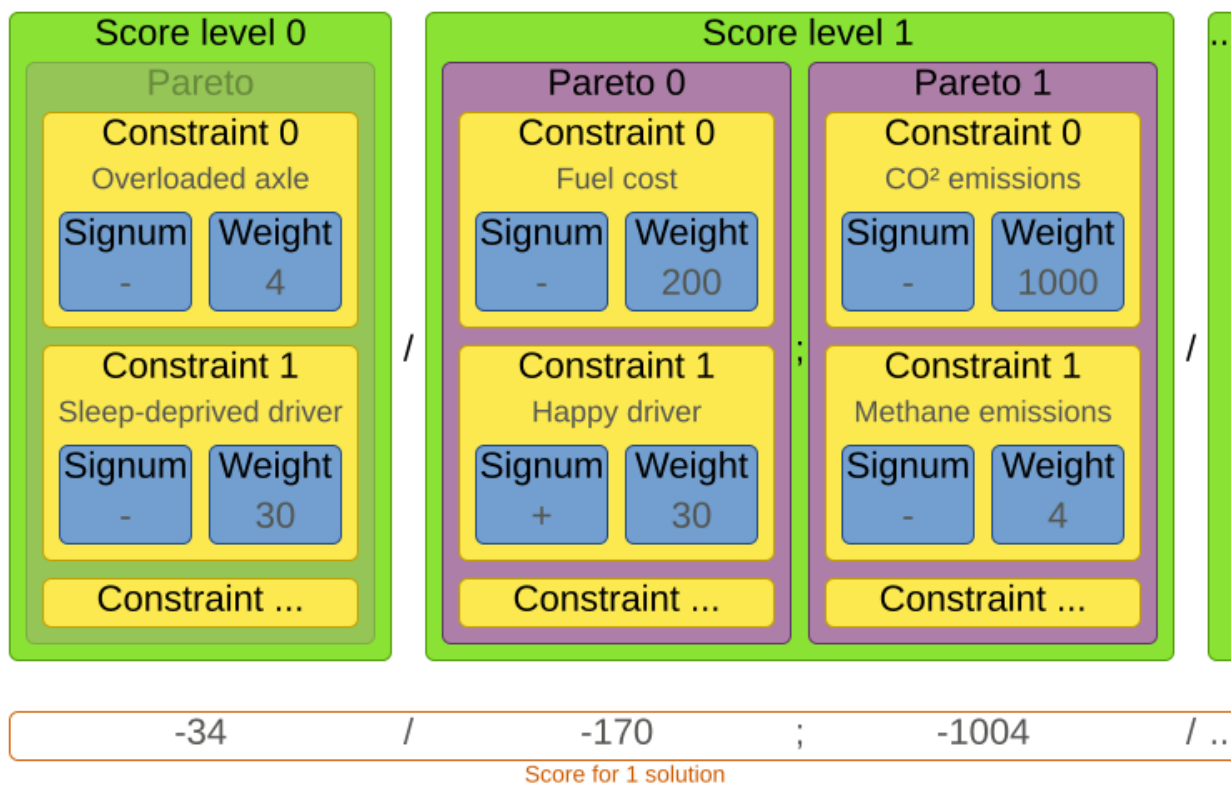 Score level 0
Pareto
Constraint 0
Overloaded axle
Signum
-
Weight
4
Constraint 1
Sleep-deprived driver
Signum
-
Weight
30
Constraint ...
/
Score level 1
Pareto 0
Constraint 0
Fuel cost
Signum
-
Weight
200
Constraint 1
Happy driver
Signum
+
Weight
30
Constraint ...
;
Pareto 1
Constraint 0
CO² emissions
Signum
-
Weight
1000
Constraint 1
Methane emissions
Signum
-
Weight
4
Constraint ...
/
..
-34 / -170 ; -1004 / ..
Score for 1 solution